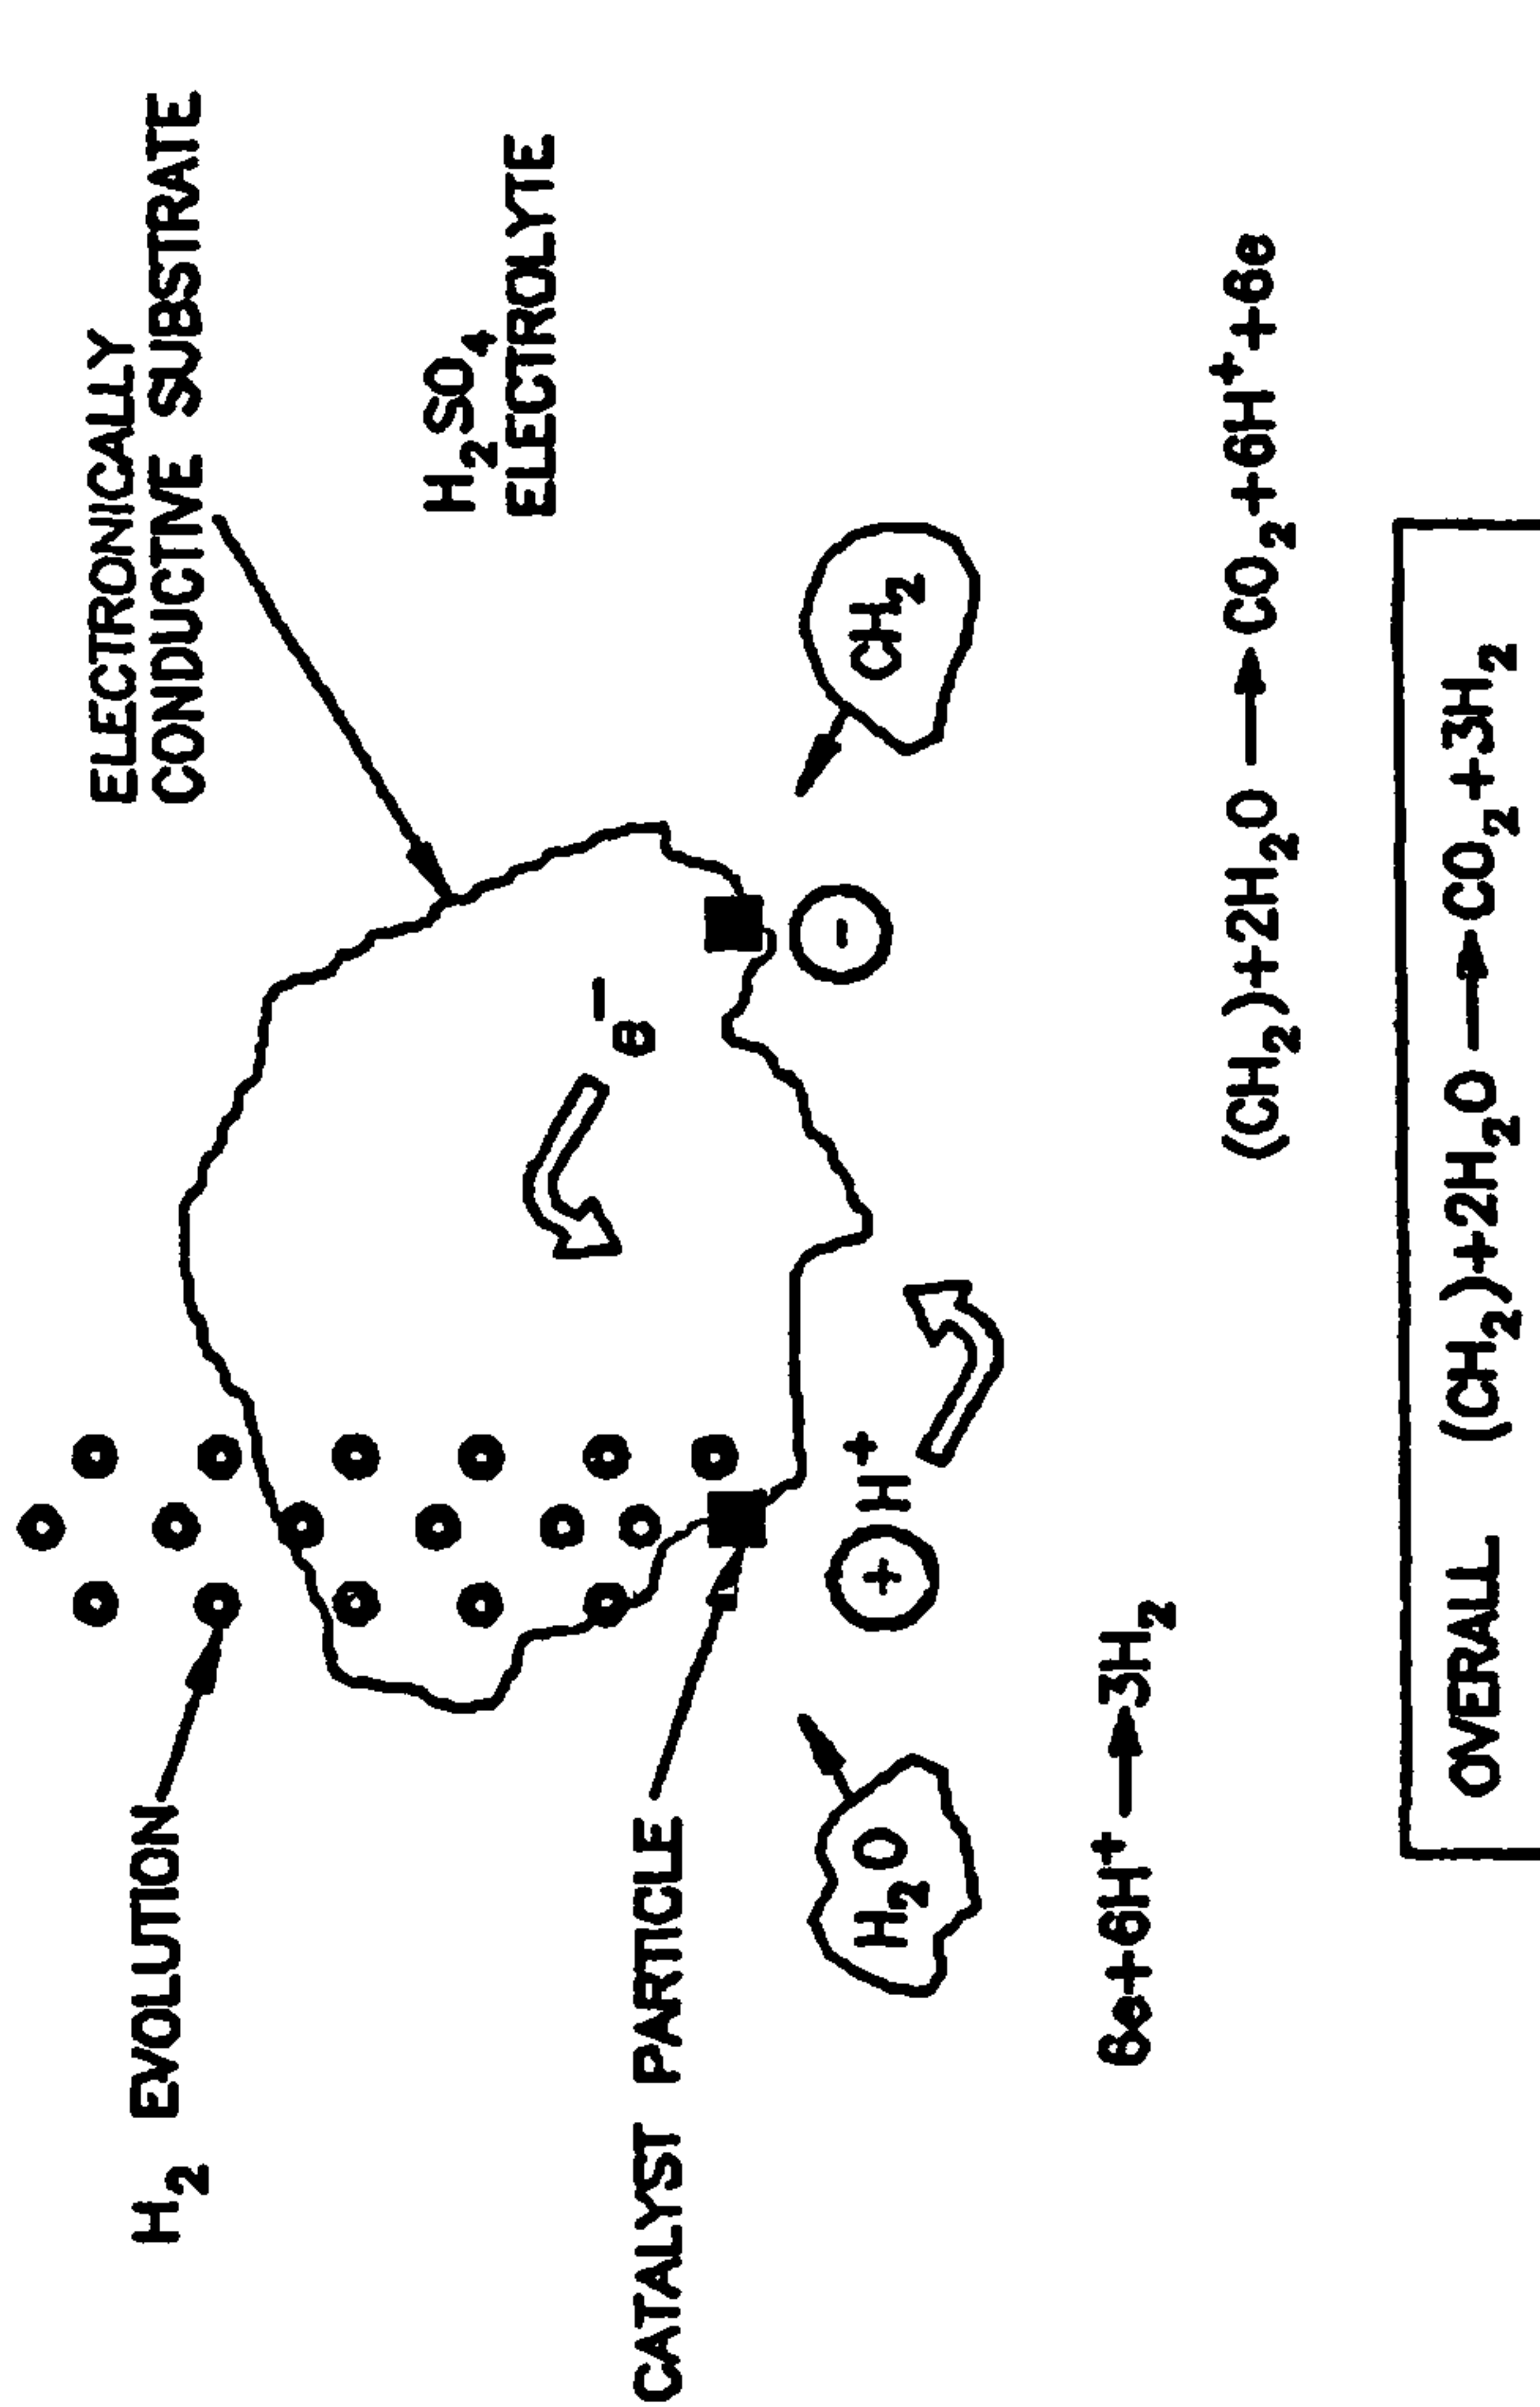 H2 EVOLUTION
ELECTRONICALLY
CONDUCTIVE SUBSTRATE
H2SO4
ELECTROLYTE
e-
CATALYST PARTICLE
-
+ H+
H2O
CH2
6e+6H+ → 3H2
(CH2)+2H2O → CO2+6H++6e
OVERALL (CH2)+2H2O → CO2+3H2